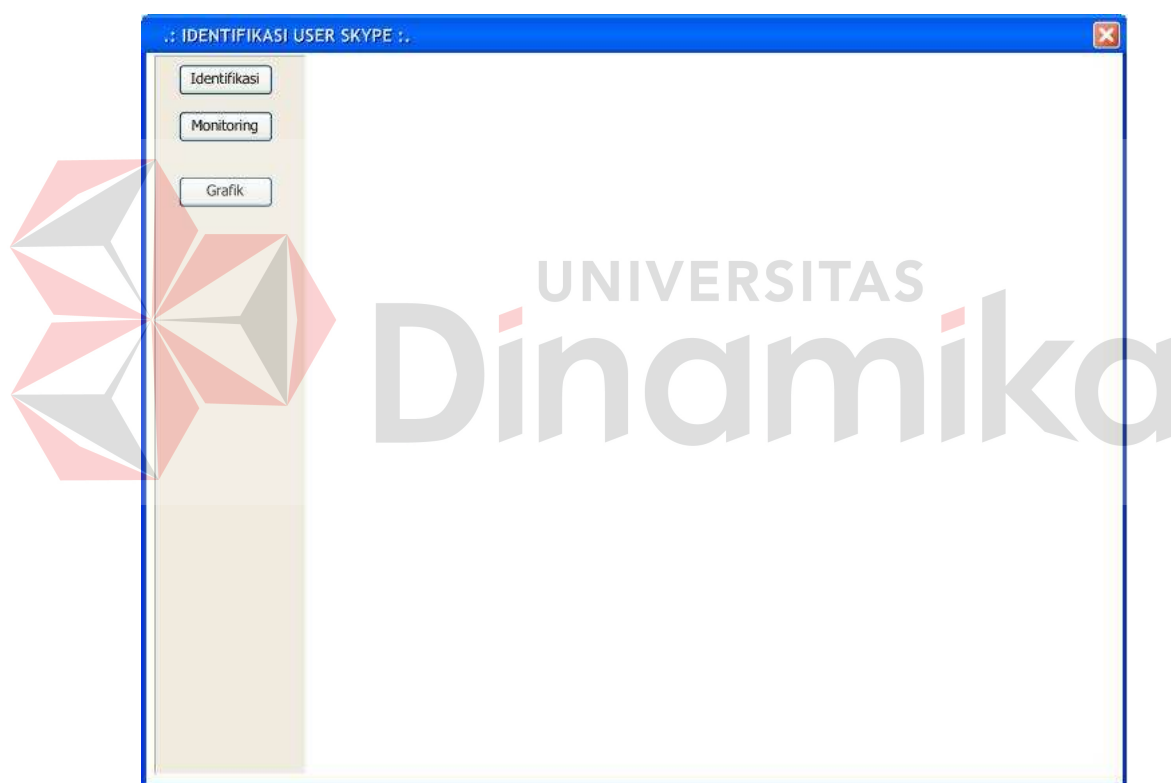 .: IDENTIFIKASI USER SKYPE :.
Identifikasi
Monitoring
Grafik
UNIVERSITAS
Dinamika